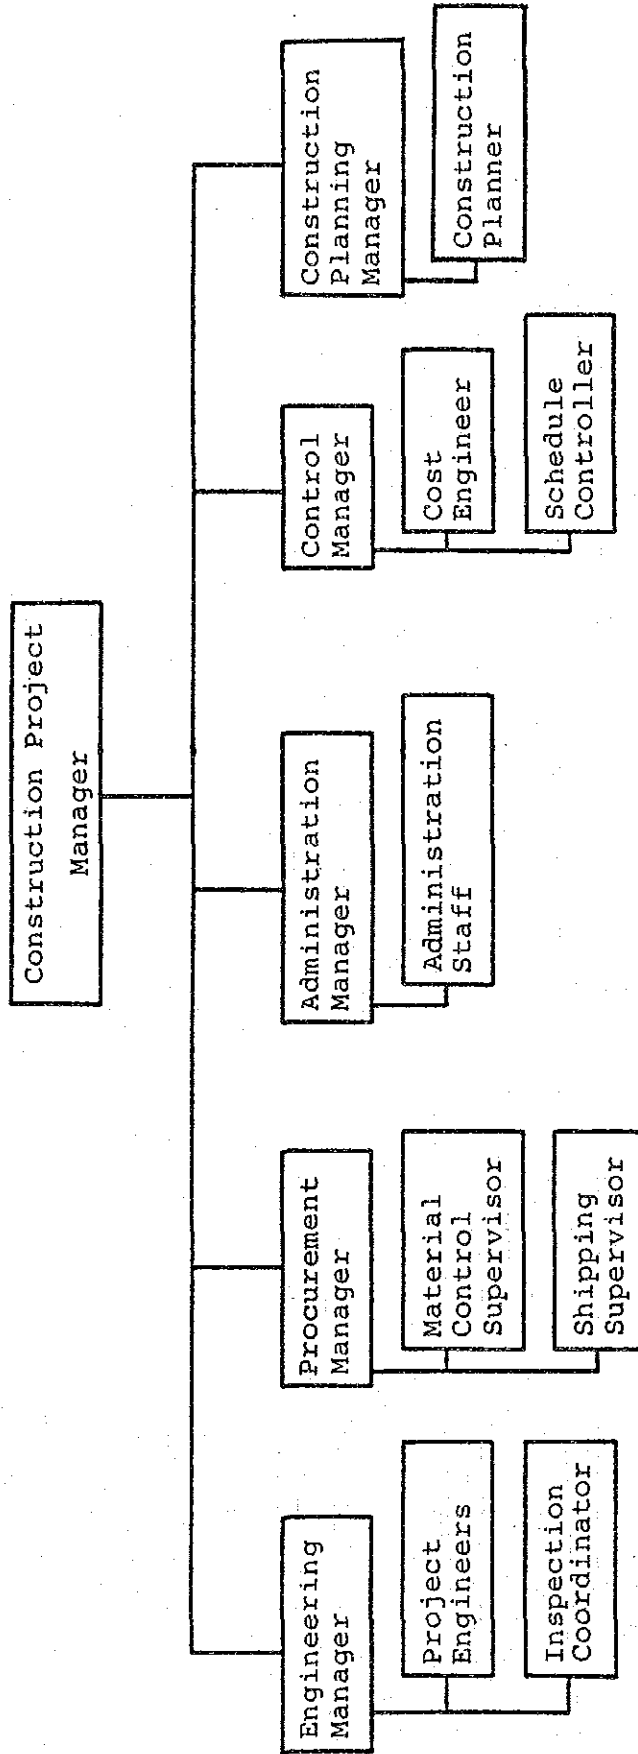 Construction Project
Manager
Engineering
Manager
Project
Engineers
Inspection
Coordinator
Procurement
Manager
Material
Control
Supervisor
Shipping
Supervisor
Administration
Manager
Administration
Staff
Control
Manager
Cost
Engineer
Schedule
Controller
Construction
Planning
Manager
Construction
Planner